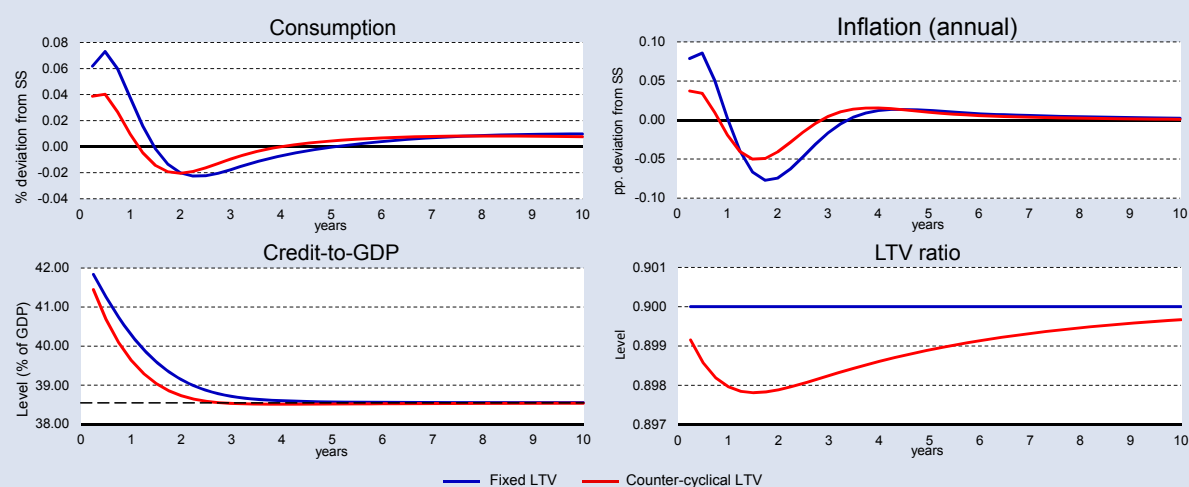 Consumption
% deviation from SS
0.08
0.06
0.04
0.02
0.00
-0.02
-0.04
0 1 2 3 4 5 6 7 8 9 10
years
Inflation (annual)
pp. deviation from SS
0.10
0.05
0.00
-0.05
-0.10
0 1 2 3 4 5 6 7 8 9 10
years
Credit-to-GDP
Level (% of GDP)
42.00
41.00
40.00
39.00
38.00
0 1 2 3 4 5 6 7 8 9 10
years
LTV ratio
Level
0.901
0.900
0.899
0.898
0.897
0 1 2 3 4 5 6 7 8 9 10
years
Fixed LTV
Counter-cyclical LTV